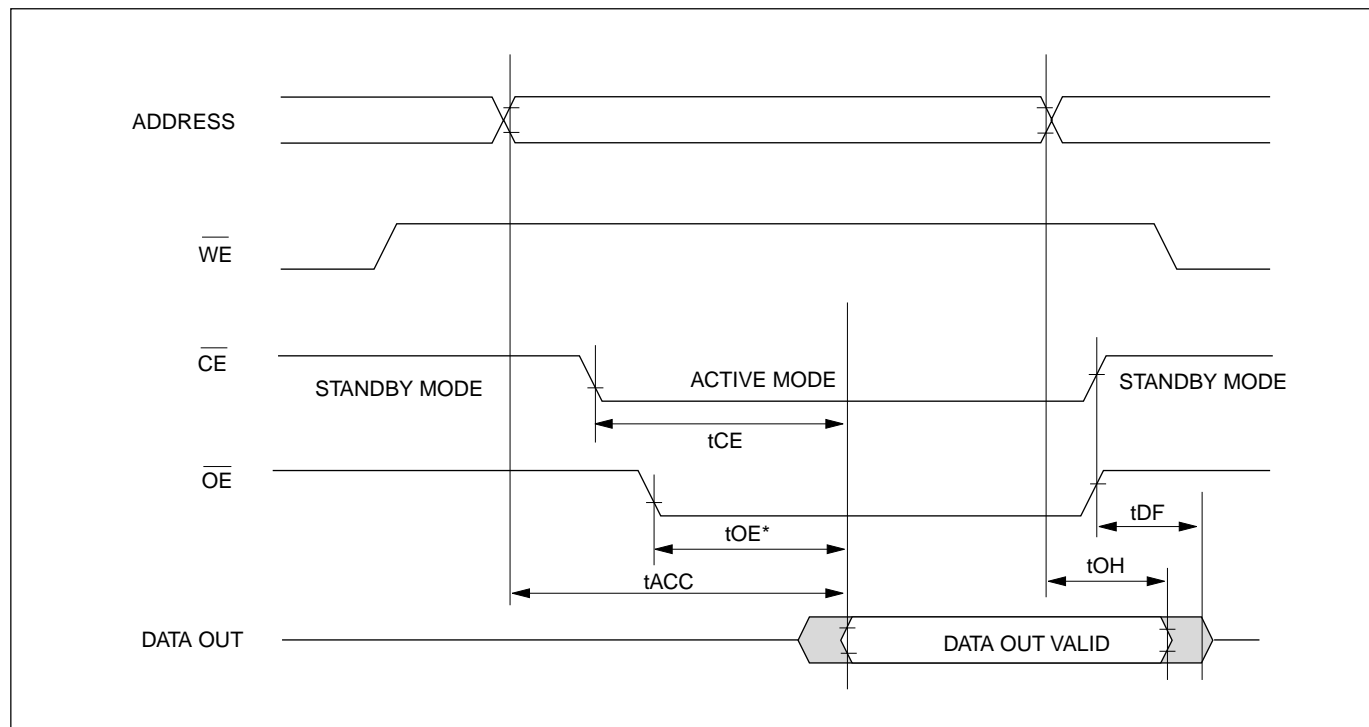 ADDRESS
WE
CE
STANDBY MODE
ACTIVE MODE
STANDBY MODE
tCE
OE
tDF
tOE*
tOH
tACC
DATA OUT
DATA OUT VALID